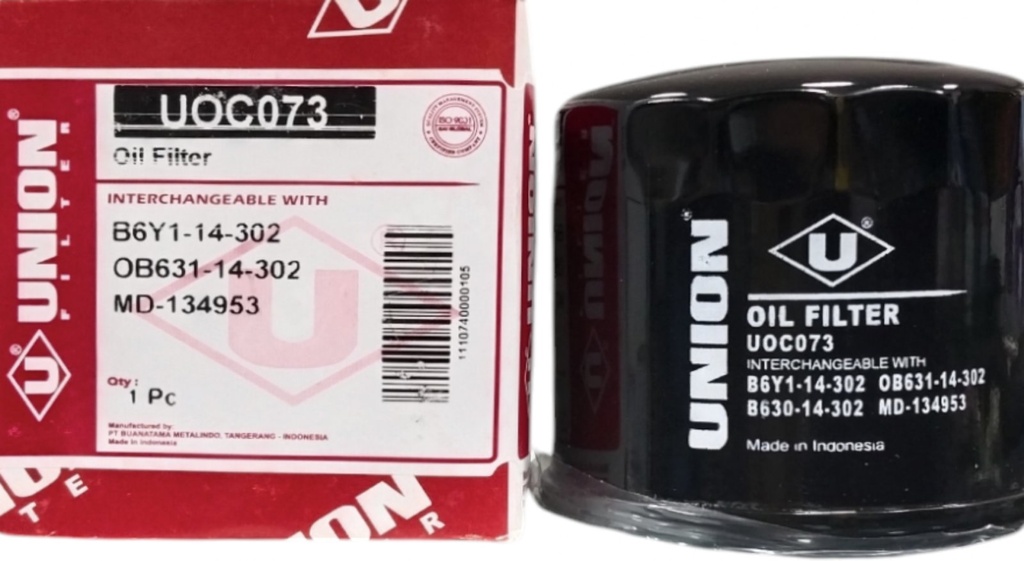 UNION®
FILTER
U®
UOC073
Oil Filter
INTERCHANGEABLE WITH
B6Y1-14-302
OB631-14-302
MD-134953
Qty :
1 Pc
1110740000105
Manufactured by:
PT BUANATAMA METALINDO, TANGERANG - INDONESIA
Made in Indonesia
UNION
U®
OIL FILTER
UOC073
INTERCHANGEABLE WITH
B6Y1-14-302 OB631-14-302
B630-14-302 MD-134953
Made in Indonesia